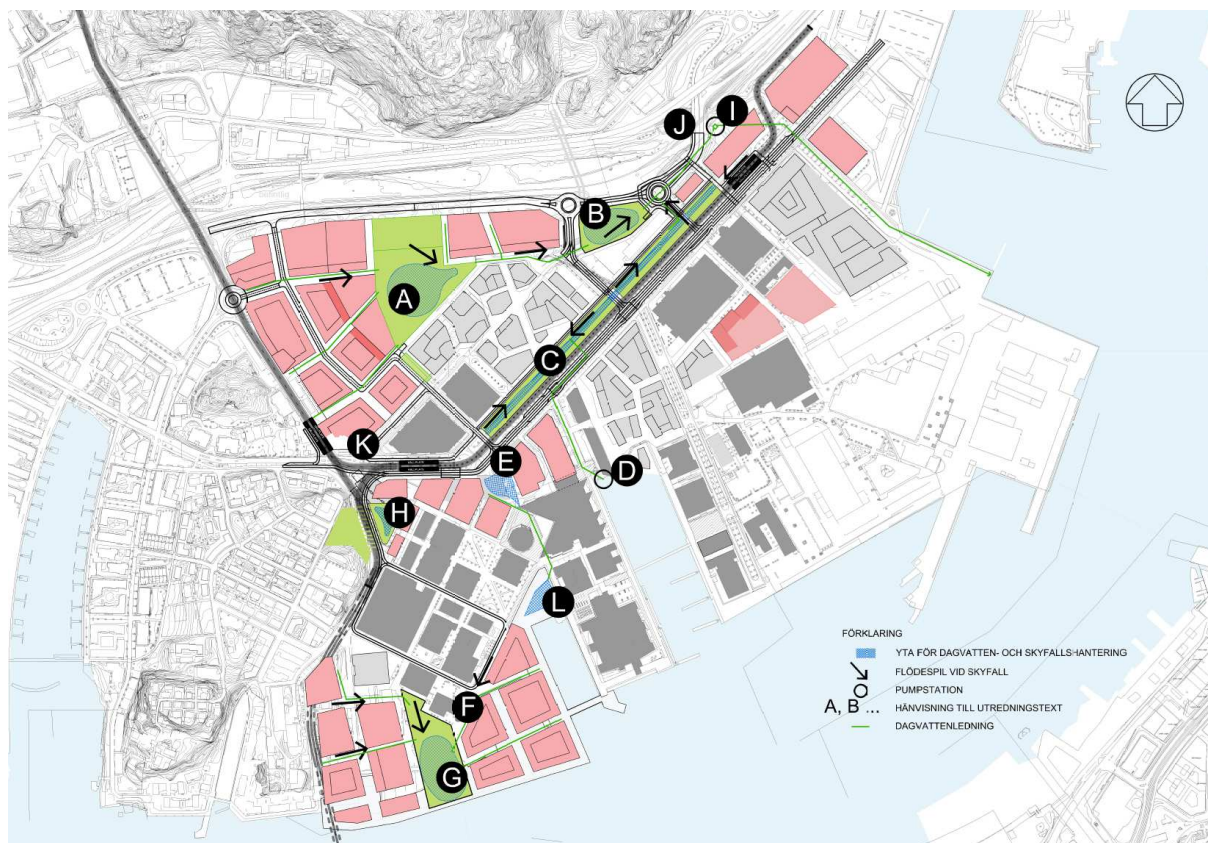 J
I
B
A
C
K
E
D
H
L
F
G
FÖRKLARING
YTA FÖR DAGVATTEN- OCH SKYFALLSHANTERING
FLÖDESPIL VID SKYFALL
PUMPSTATION
A, B ... HÄNVISNING TILL UTREDNINGSTEXT
DAGVATTENLEDNING